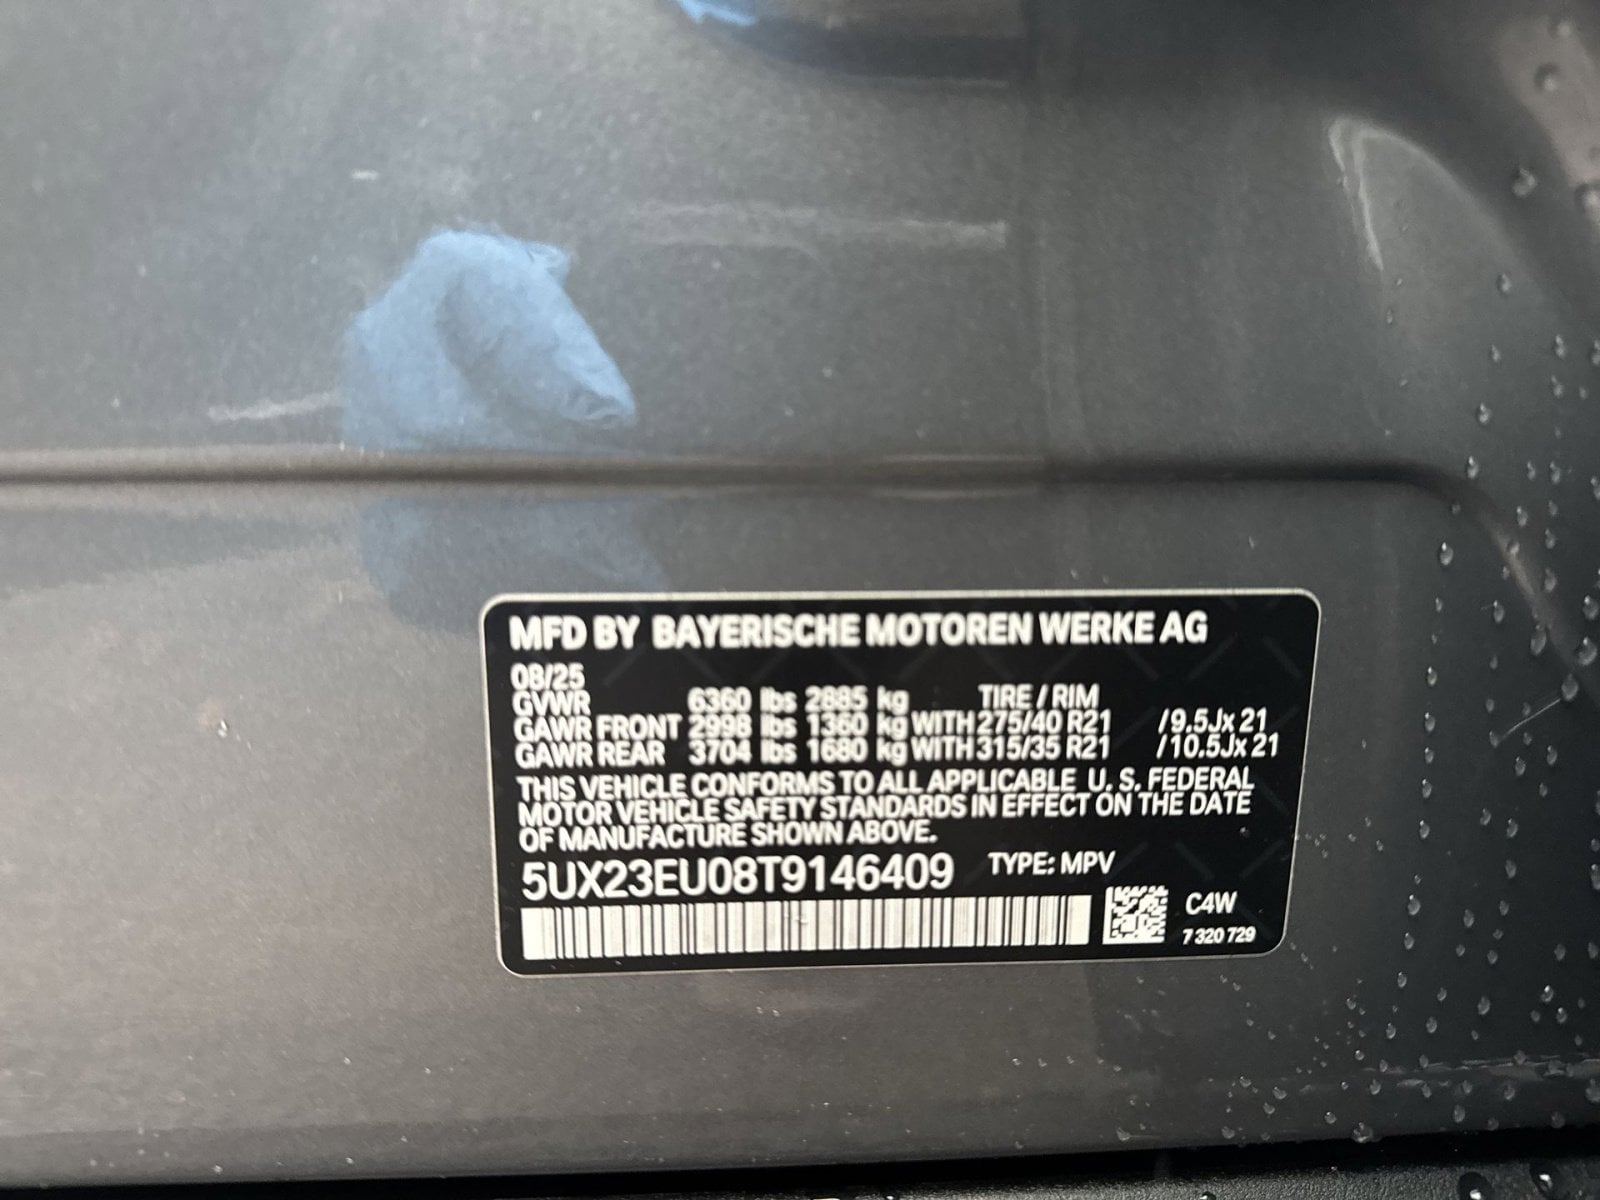 MFD BY BAYERISCHE MOTOREN WERKE AG
08/25
GVWR 6360 lbs 2885 kg TIRE / RIM
GAWR FRONT 2998 lbs 1360 kg WITH 275/40 R21 /9.5Jx 21
GAWR REAR 3704 lbs 1680 kg WITH 315/35 R21 /10.5Jx 21
THIS VEHICLE CONFORMS TO ALL APPLICABLE U. S. FEDERAL
MOTOR VEHICLE SAFETY STANDARDS IN EFFECT ON THE DATE
OF MANUFACTURE SHOWN ABOVE.
5UX23EU08T9146409 TYPE: MPV
C4W
7 320 729